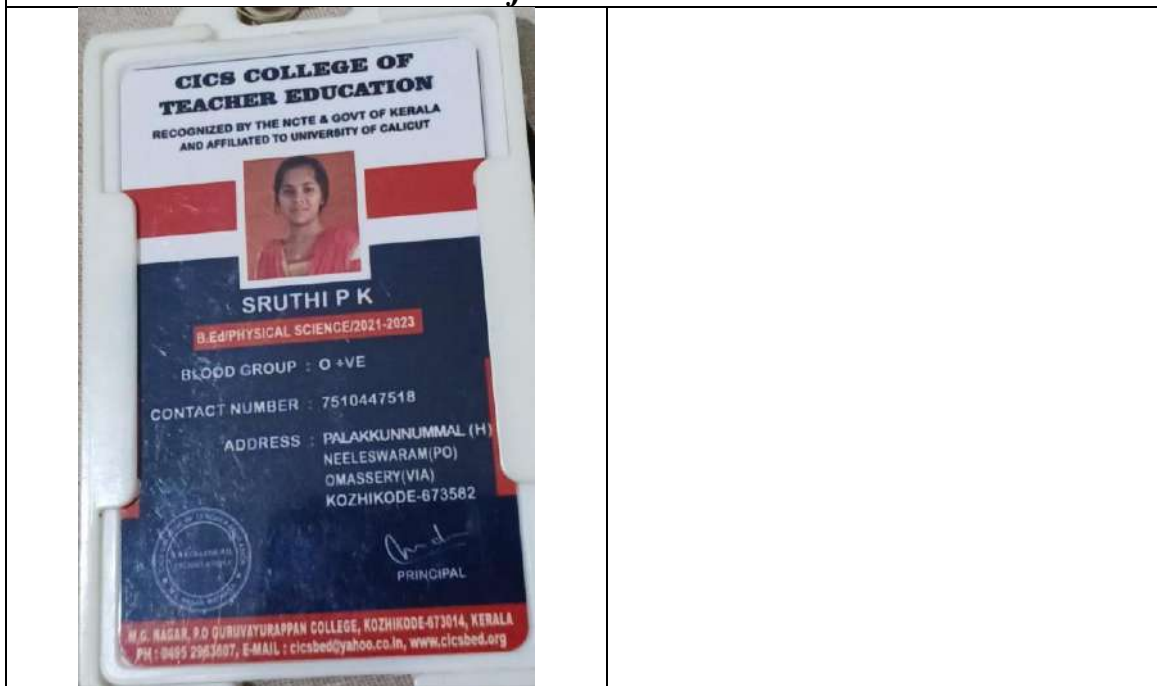 CICS COLLEGE OF
TEACHER EDUCATION
RECOGNIZED BY THE NCTE & GOVT OF KERALA
AND AFFILIATED TO UNIVERSITY OF CALICUT
SRUTHI P K
B.Ed/PHYSICAL SCIENCE/2021-2023
BLOOD GROUP : O +VE
CONTACT NUMBER : 7510447518
ADDRESS : PALAKKUNNUMMAL (H)
NEELESWARAM(PO)
OMASSERY(VIA)
KOZHIKODE-673582
PRINCIPAL
M.G. NAGAR, P.O GURUVAYURAPPAN COLLEGE, KOZHIKODE-673014, KERALA
PH : 0495 2963607, E-MAIL : cicsbed@yahoo.co.in, www.cicsbed.org